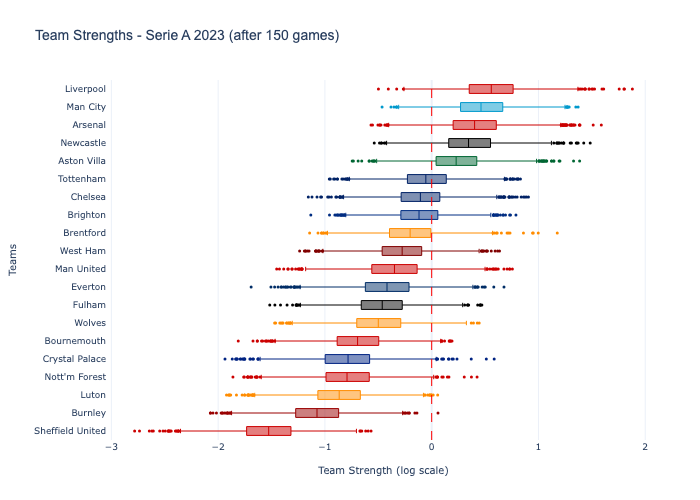 Team Strengths - Serie A 2023 (after 150 games)
Liverpool
Man City
Arsenal
Newcastle
Aston Villa
Tottenham
Chelsea
Brighton
Brentford
West Ham
Man United
Everton
Fulham
Wolves
Bournemouth
Crystal Palace
Nott'm Forest
Luton
Burnley
Sheffield United
Teams
−3 −2 −1 0 1 2
Team Strength (log scale)